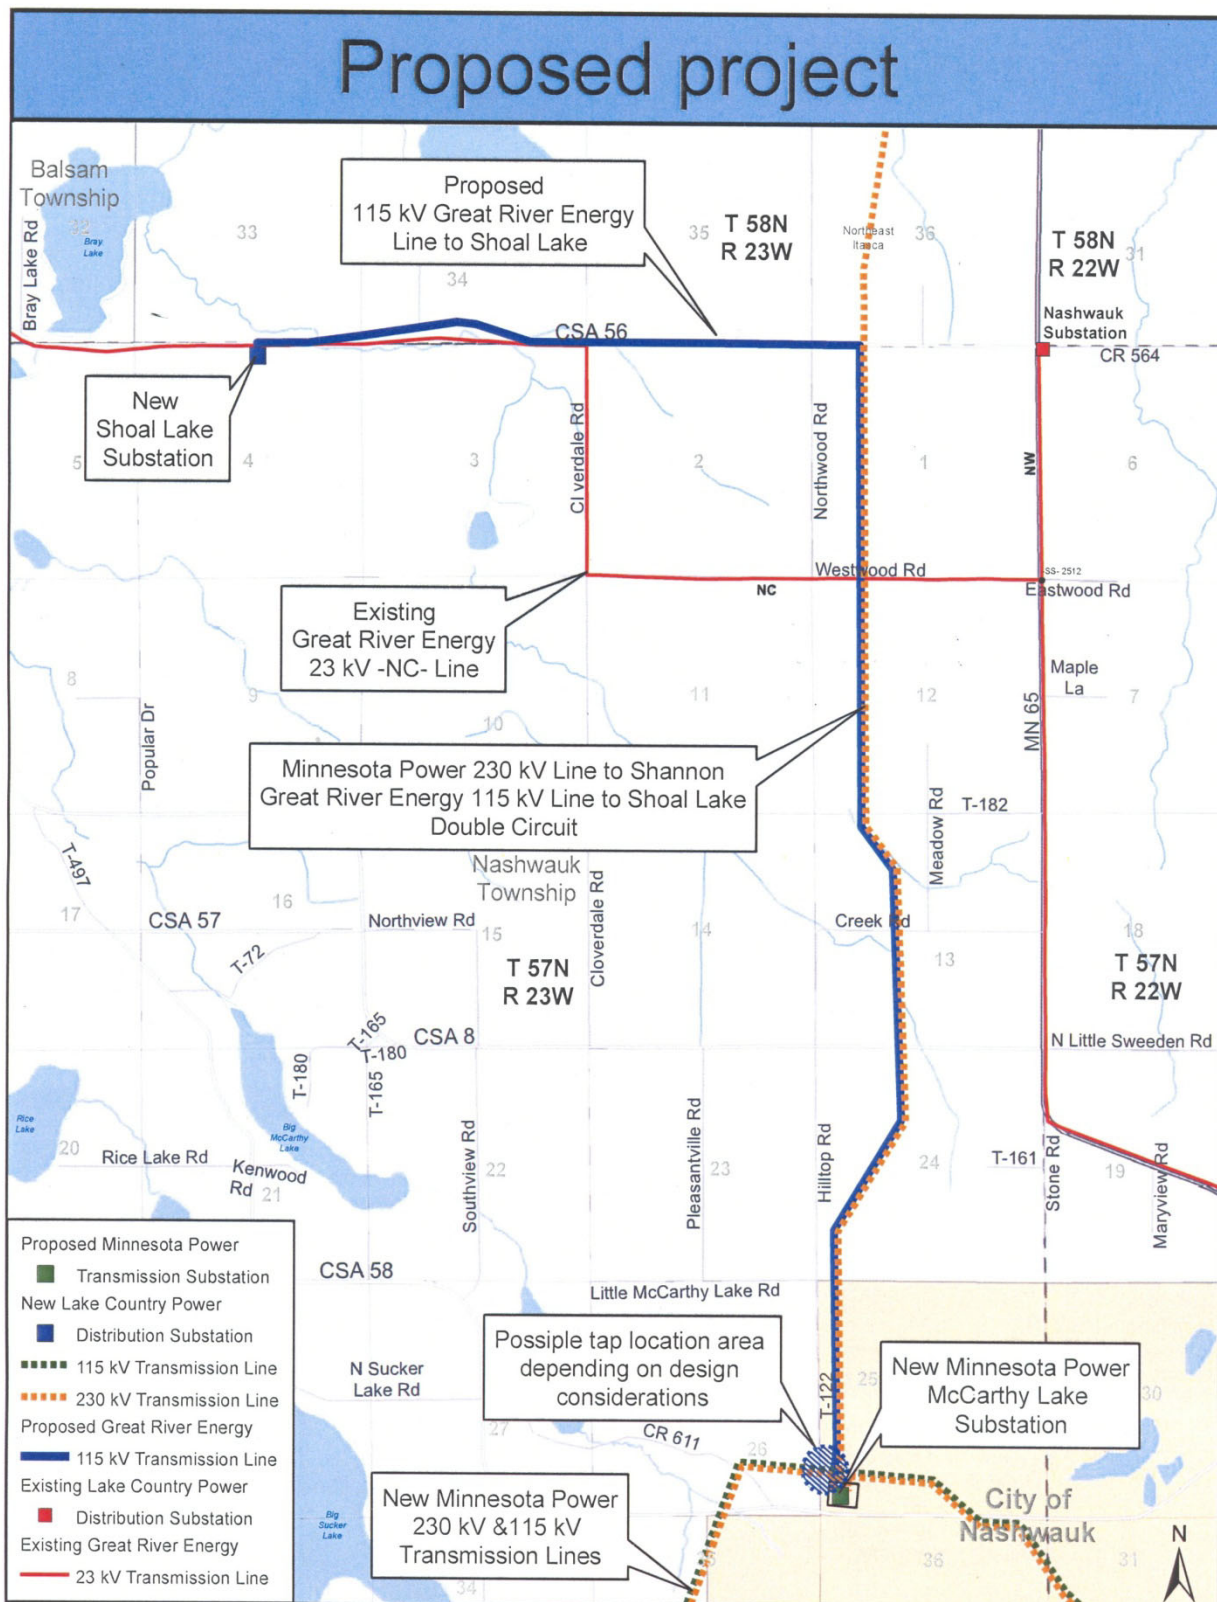 Proposed project
Balsam
Township
32
33
Bray Lake Rd
Bray
Lake
Proposed
115 kV Great River Energy
Line to Shoal Lake
34
35
T 58N
R 23W
Northeast
Itasca
36
T 58N
R 22W
31
Nashwauk
Substation
CR 564
CSA 56
New
Shoal Lake
Substation
5
4
3
Cl verdale Rd
2
Northwood Rd
1
NW
6
Westwood Rd
NC
SS- 2512
Eastwood Rd
Existing
Great River Energy
23 kV -NC- Line
8
9
10
11
12
Maple
La
7
Popular Dr
MN 65
Minnesota Power 230 kV Line to Shannon
Great River Energy 115 kV Line to Shoal Lake
Double Circuit
T-182
Meadow Rd
T-497
Nashwauk
Township
17
CSA 57
16
Northview Rd
15
Cloverdale Rd
14
Creek Rd
13
18
T-72
T 57N
R 23W
T 57N
R 22W
T-165
CSA 8
T-180
T-180
T-165
N Little Sweeden Rd
Rice
Lake
Big
McCarthy
Lake
20
Rice Lake Rd
Kenwood
Rd
21
Southview Rd
22
Pleasantville Rd
23
Hilltop Rd
24
T-161
Stone Rd
19
Maryview Rd
CSA 58
Little McCarthy Lake Rd
Proposed Minnesota Power
Transmission Substation
New Lake Country Power
Distribution Substation
115 kV Transmission Line
230 kV Transmission Line
Proposed Great River Energy
115 kV Transmission Line
Existing Lake Country Power
Distribution Substation
Existing Great River Energy
23 kV Transmission Line
N Sucker
Lake Rd
Possiple tap location area
depending on design
considerations
T-122
25
New Minnesota Power
McCarthy Lake
Substation
30
27
CR 611
26
Big
Sucker
Lake
New Minnesota Power
230 kV &115 kV
Transmission Lines
City of
Nashwauk
34
35
36
31
N